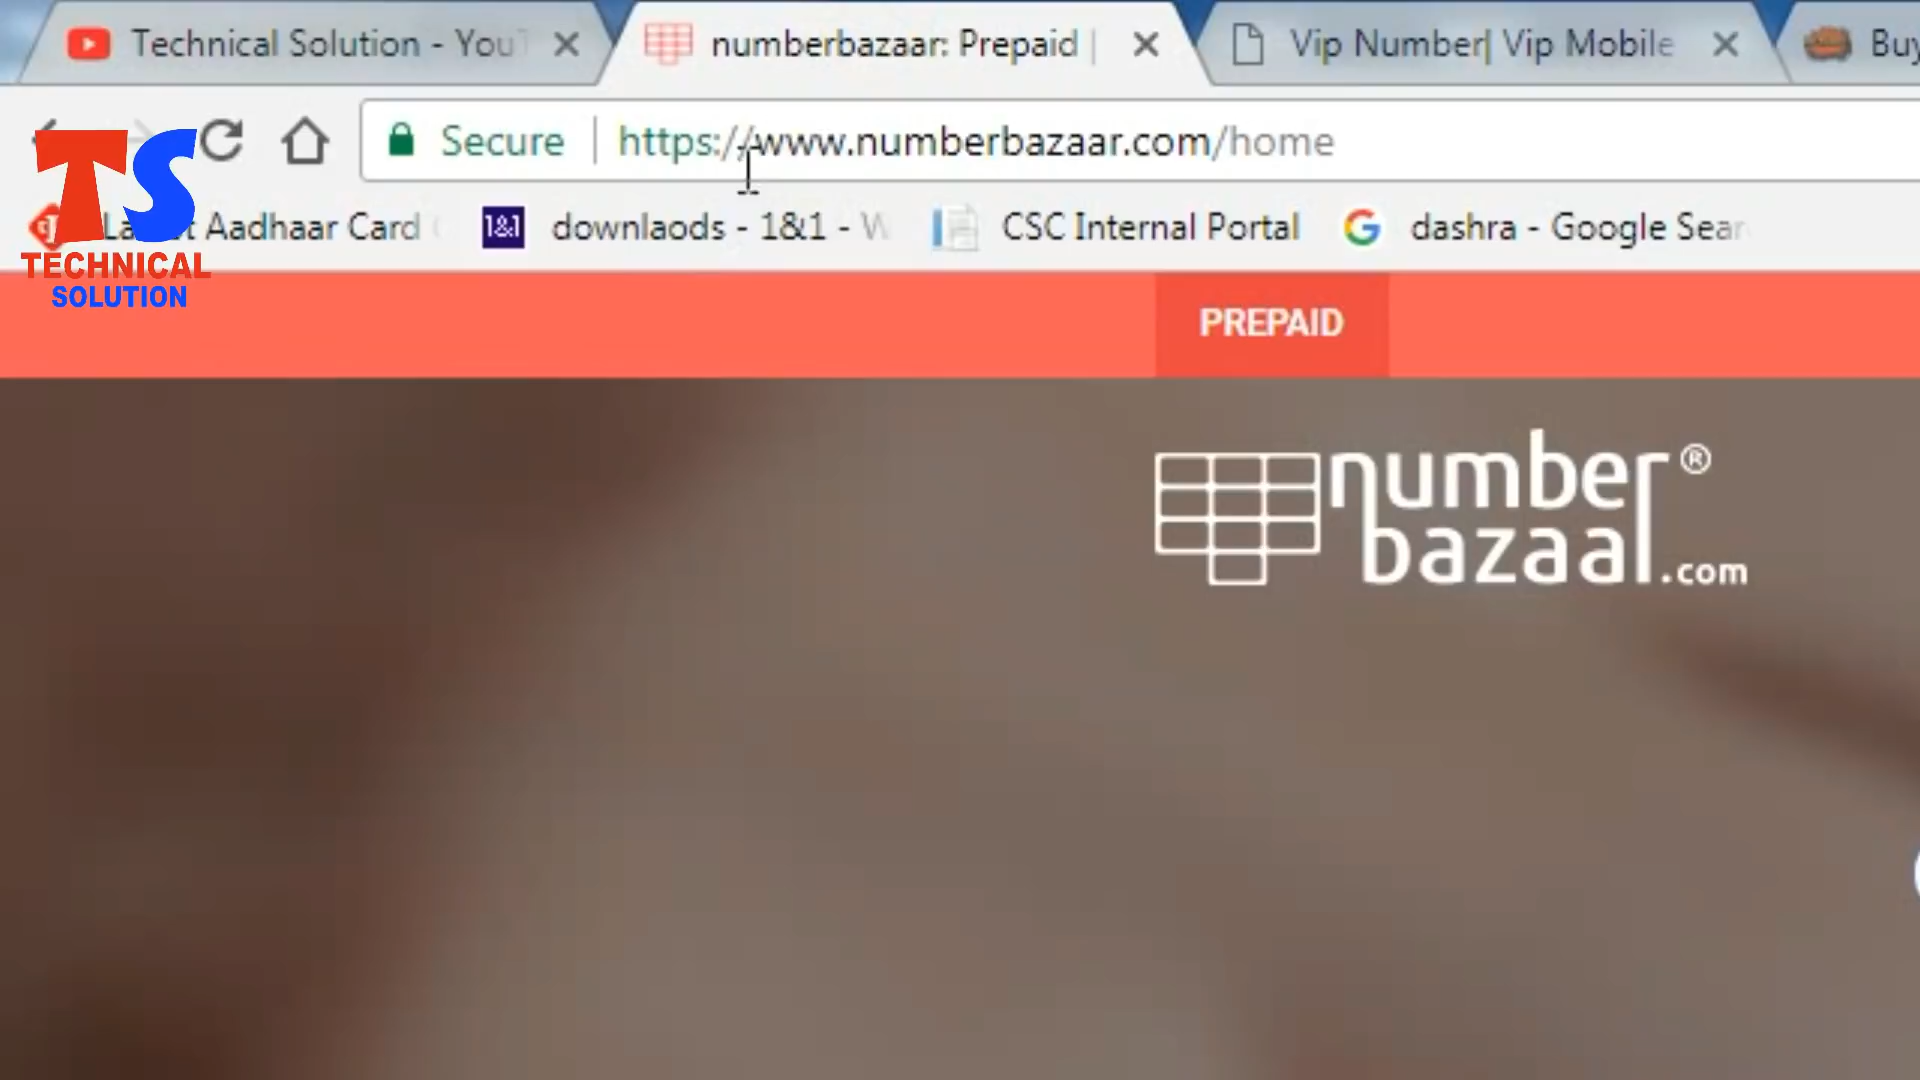 Technical Solution - YouT
numberbazaar: Prepaid |
Vip Number| Vip Mobile
Buy
Secure
https://www.numberbazaar.com/home
Aadhaar Card
1&1
downlaods - 1&1 - W
CSC Internal Portal
G
dashra - Google Sear
TS
TECHNICAL
SOLUTION
PREPAID
number®
bazaar.com